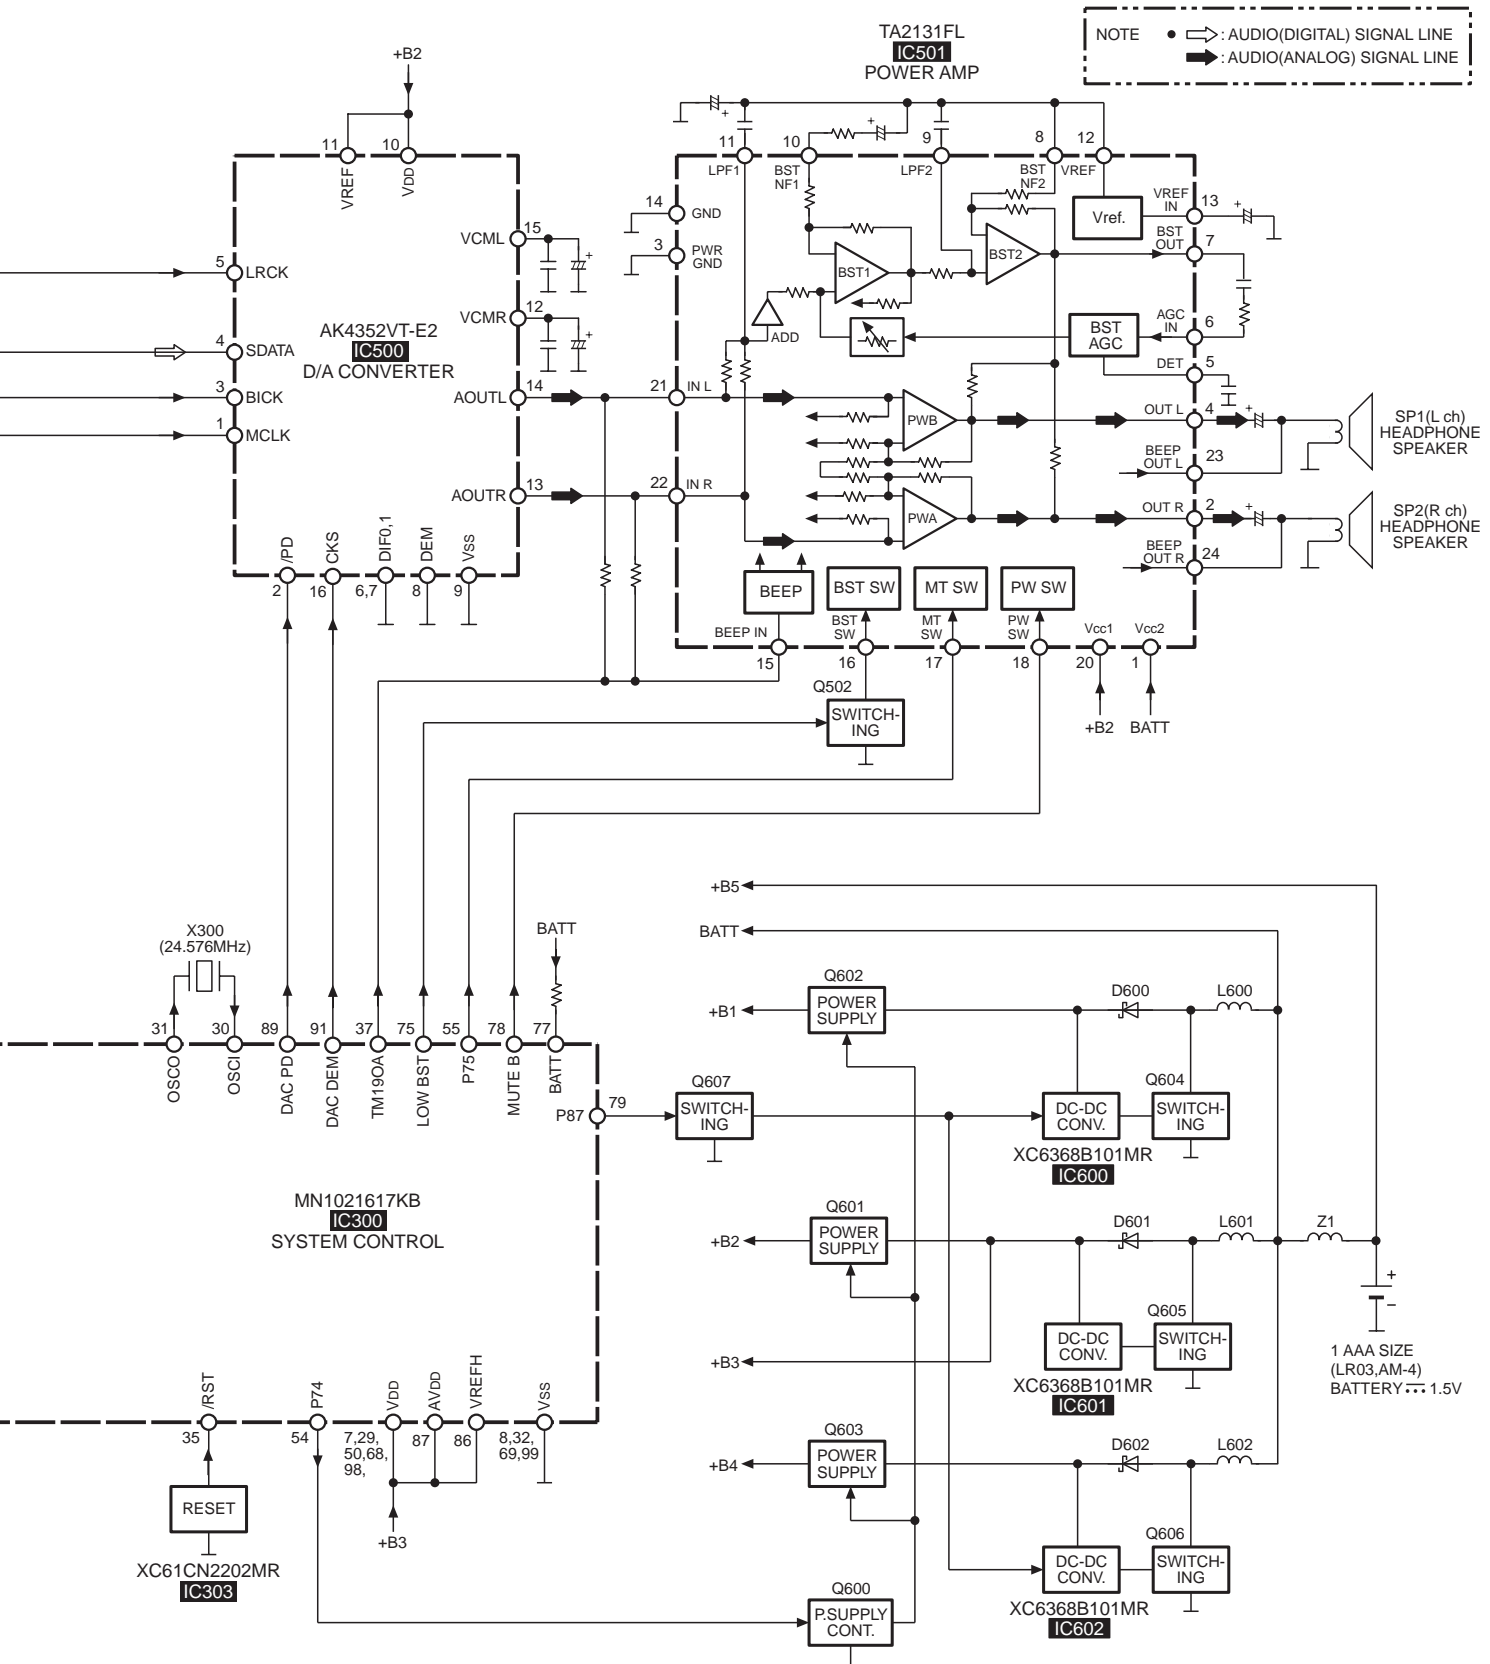 TA2131FL
IC501
POWER AMP
NOTE
: AUDIO(DIGITAL) SIGNAL LINE
: AUDIO(ANALOG) SIGNAL LINE
+B2
11
10
VREF
VDD
15
VCML
12
VCMR
5
LRCK
4
SDATA
3
BICK
1
MCLK
AK4352VT-E2
IC500
D/A CONVERTER
14
AOUTL
13
AOUTR
/PD
CKS
DIF0,1
DEM
VSS
2
16
6,7
8
9
11
10
9
8
12
LPF1
BST
NF1
LPF2
BST
NF2
VREF
14
GND
3
PWR
GND
+
+
+
+
Vref.
VREF
IN
13
+
BST
OUT
7
BST1
BST2
ADD
BST
AGC
AGC
IN
6
DET
5
21
IN L
22
IN R
PWB
PWA
OUT L
4
+
BEEP
OUT L
23
OUT R
2
+
BEEP
OUT R
24
SP1(L ch)
HEADPHONE
SPEAKER
SP2(R ch)
HEADPHONE
SPEAKER
BEEP
BST SW
MT SW
PW SW
BEEP IN
BST
SW
MT
SW
PW
SW
Vcc1
Vcc2
15
16
17
18
20
1
+B2
BATT
Q502
SWITCH-
ING
X300
(24.576MHz)
BATT
31
30
89
91
37
75
55
78
77
OSCO
OSCI
DAC PD
DAC DEM
TM19OA
LOW BST
P75
MUTE B
BATT
P87
79
MN1021617KB
IC300
SYSTEM CONTROL
/RST
P74
VDD
AVDD
VREFH
VSS
35
54
7,29,
50,68,
98,
87
86
8,32,
69,99
RESET
XC61CN2202MR
IC303
+B3
+B5
BATT
+B1
Q602
POWER
SUPPLY
D600
L600
Q607
SWITCH-
ING
DC-DC
CONV.
Q604
SWITCH-
ING
XC6368B101MR
IC600
+B2
Q601
POWER
SUPPLY
D601
L601
Z1
+
−
+B3
DC-DC
CONV.
Q605
SWITCH-
ING
XC6368B101MR
IC601
1 AAA SIZE
(LR03,AM-4)
BATTERY ⎓ 1.5V
+B4
Q603
POWER
SUPPLY
D602
L602
DC-DC
CONV.
Q606
SWITCH-
ING
XC6368B101MR
IC602
Q600
P.SUPPLY
CONT.